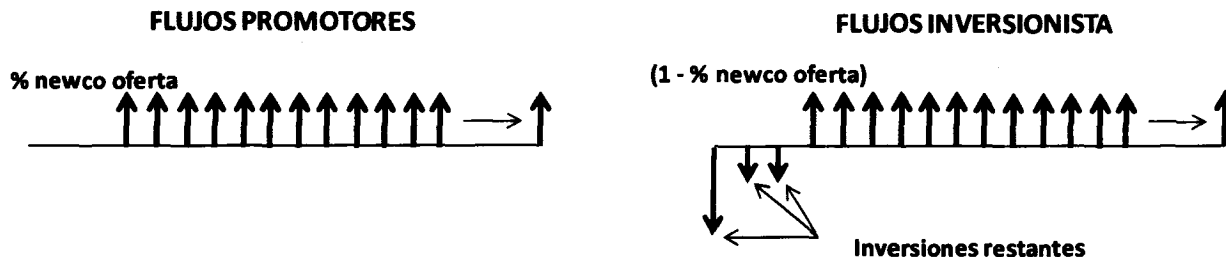 FLUJOS PROMOTORES
% newco oferta
FLUJOS INVERSIONISTA
(1 - % newco oferta)
Inversiones restantes